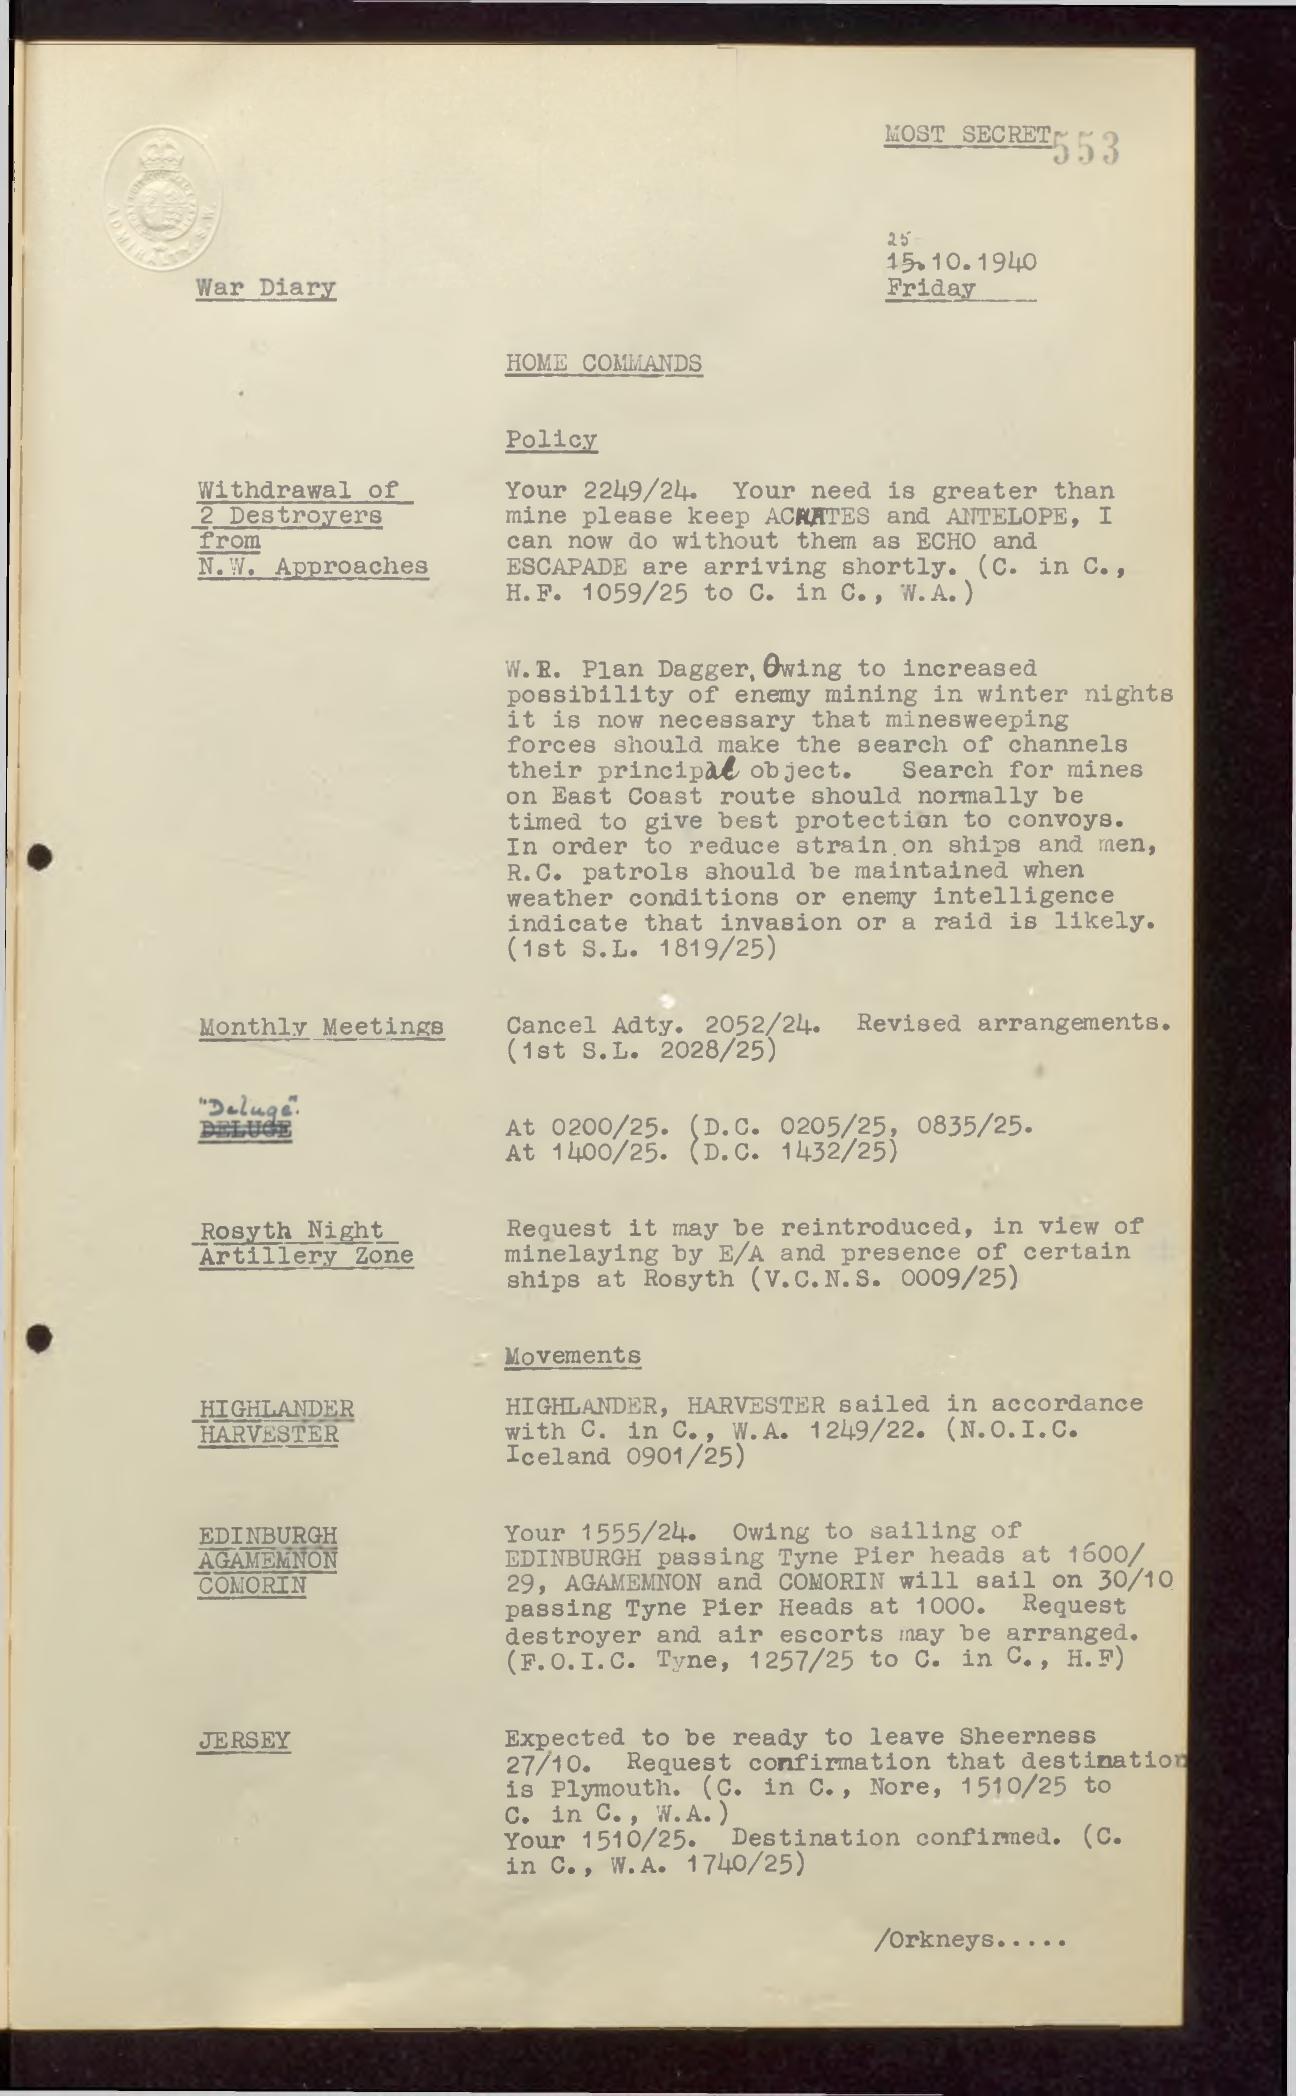 MOST SECRET 553
ADMIRALTY. S.W.
25
15.10.1940
War Diary
Friday
HOME COMMANDS
Policy
Withdrawal of
2 Destroyers
from
N.W. Approaches
Your 2249/24. Your need is greater than
mine please keep ACHATES and ANTELOPE, I
can now do without them as ECHO and
ESCAPADE are arriving shortly. (C. in C.,
H.F. 1059/25 to C. in C., W.A.)
W.R. Plan Dagger, Owing to increased
possibility of enemy mining in winter nights
it is now necessary that minesweeping
forces should make the search of channels
their principal object. Search for mines
on East Coast route should normally be
timed to give best protection to convoys.
In order to reduce strain on ships and men,
R.C. patrols should be maintained when
weather conditions or enemy intelligence
indicate that invasion or a raid is likely.
(1st S.L. 1819/25)
Monthly Meetings
Cancel Adty. 2052/24. Revised arrangements.
(1st S.L. 2028/25)
"Deluge".
DELUGE
At 0200/25. (D.C. 0205/25, 0835/25.
At 1400/25. (D.C. 1432/25)
Rosyth Night
Artillery Zone
Request it may be reintroduced, in view of
minelaying by E/A and presence of certain
ships at Rosyth (V.C.N.S. 0009/25)
Movements
HIGHLANDER
HARVESTER
HIGHLANDER, HARVESTER sailed in accordance
with C. in C., W.A. 1249/22. (N.O.I.C.
Iceland 0901/25)
EDINBURGH
AGAMEMNON
COMORIN
Your 1555/24. Owing to sailing of
EDINBURGH passing Tyne Pier heads at 1600/
29, AGAMEMNON and COMORIN will sail on 30/10
passing Tyne Pier Heads at 1000. Request
destroyer and air escorts may be arranged.
(F.O.I.C. Tyne, 1257/25 to C. in C., H.F)
JERSEY
Expected to be ready to leave Sheerness
27/10. Request confirmation that destination
is Plymouth. (C. in C., Nore, 1510/25 to
C. in C., W.A.)
Your 1510/25. Destination confirmed. (C.
in C., W.A. 1740/25)
/Orkneys.....